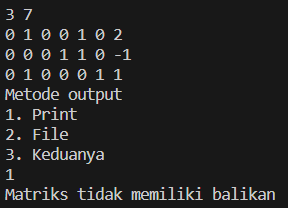 3 7
0 1 0 0 1 0 2
0 0 0 1 1 0 -1
0 1 0 0 0 1 1
Metode output
1. Print
2. File
3. Keduanya
1
Matriks tidak memiliki balikan